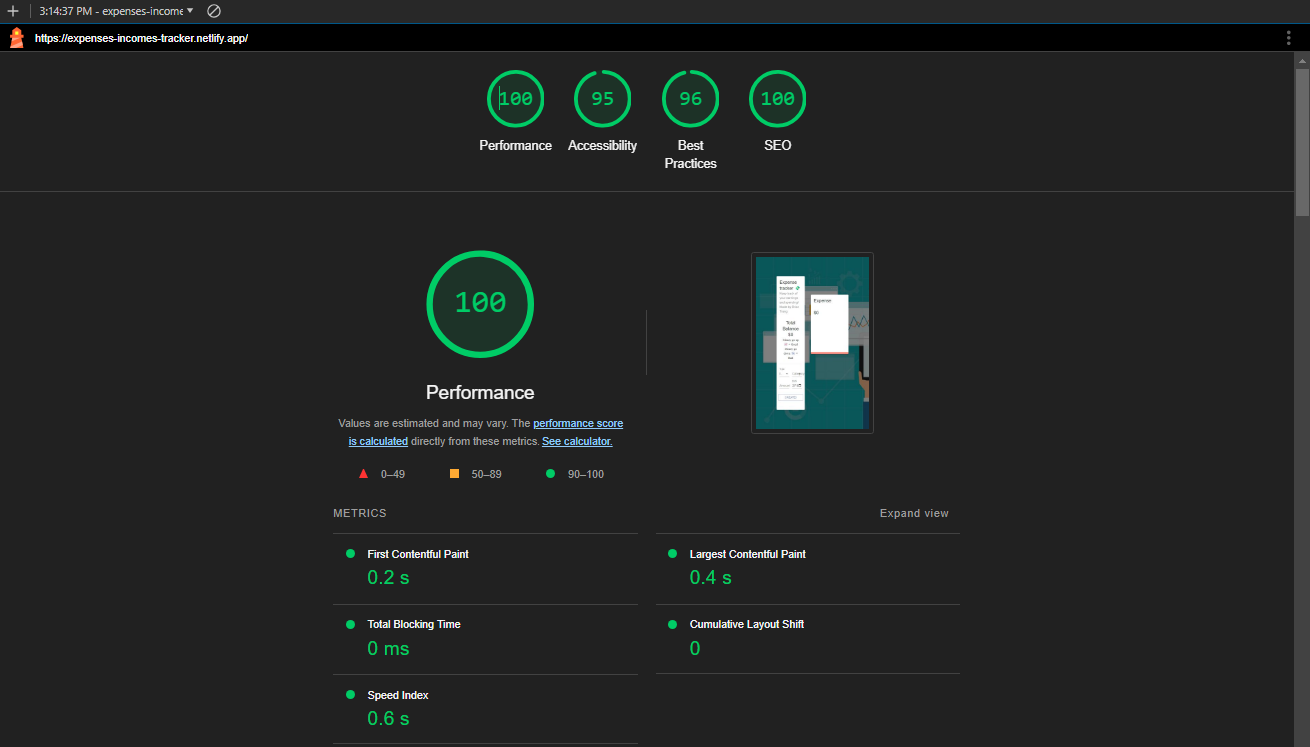 3:14:37 PM - expenses-income
https://expenses-incomes-tracker.netlify.app/
100
95
96
100
Performance
Accessibility
Best
Practices
SEO
100
Performance
Values are estimated and may vary. The performance score
is calculated directly from these metrics. See calculator.
0–49
50–89
90–100
Expense
tracker
Total
Balance
$0
Expense
$0
METRICS
Expand view
First Contentful Paint
0.2 s
Largest Contentful Paint
0.4 s
Total Blocking Time
0 ms
Cumulative Layout Shift
0
Speed Index
0.6 s